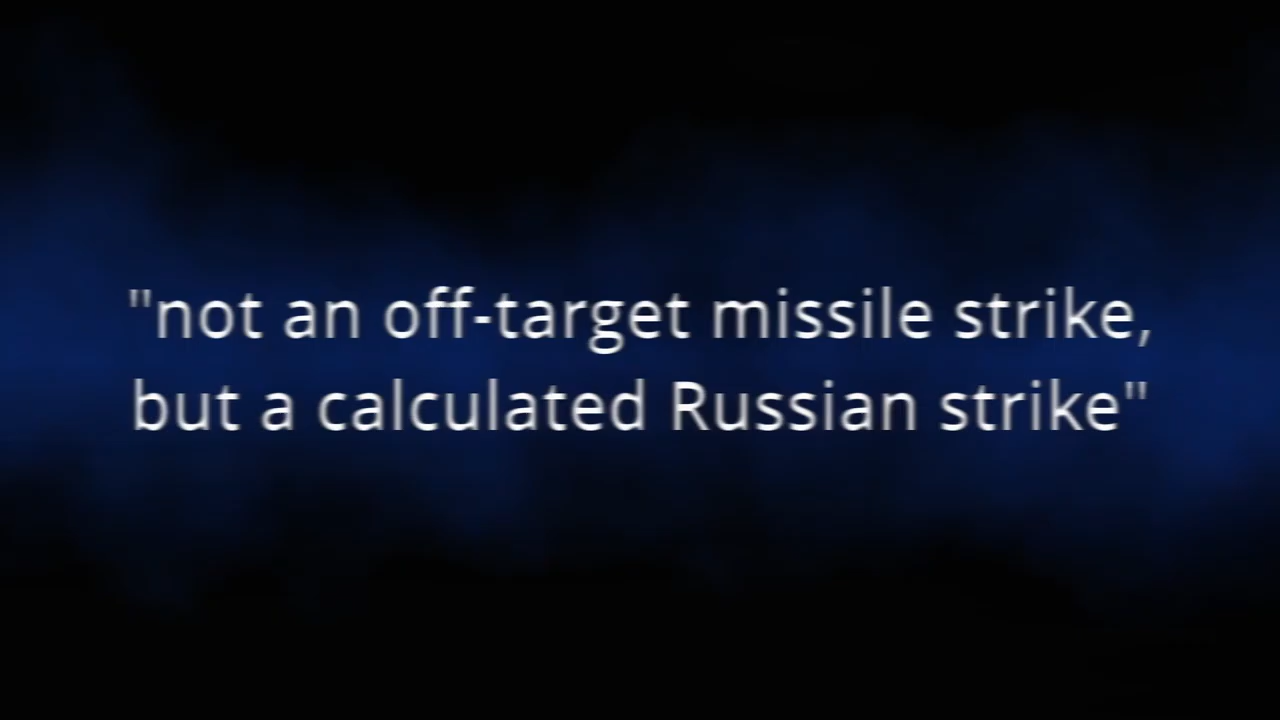 "not an off-target missile strike,
but a calculated Russian strike"